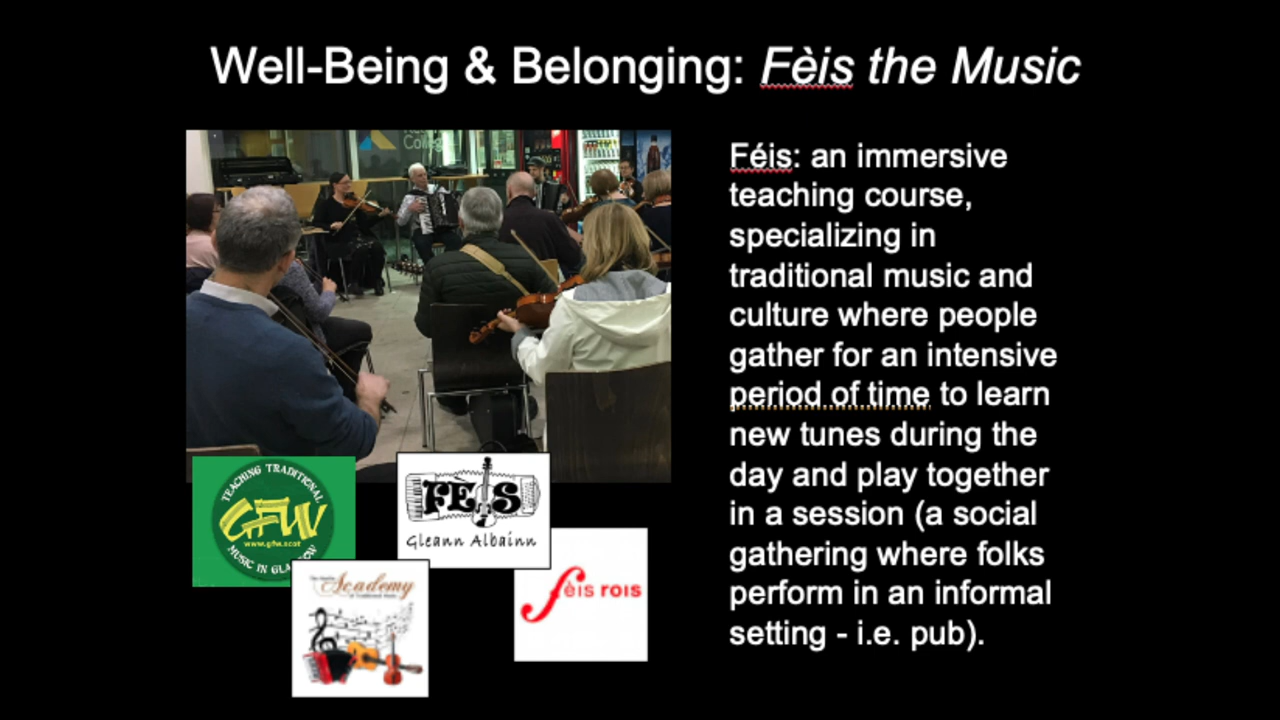 Well-Being & Belonging: Fèis the Music
Colleg
Féis: an immersive
teaching course,
specializing in
traditional music and
culture where people
gather for an intensive
period of time to learn
new tunes during the
day and play together
in a session (a social
gathering where folks
perform in an informal
setting - i.e. pub).
TEACHING TRADITIONAL
GFW
www.gfw.scot
MUSIC IN GLA
FÈIS
Gleann Albainn
Academy
fèis rois